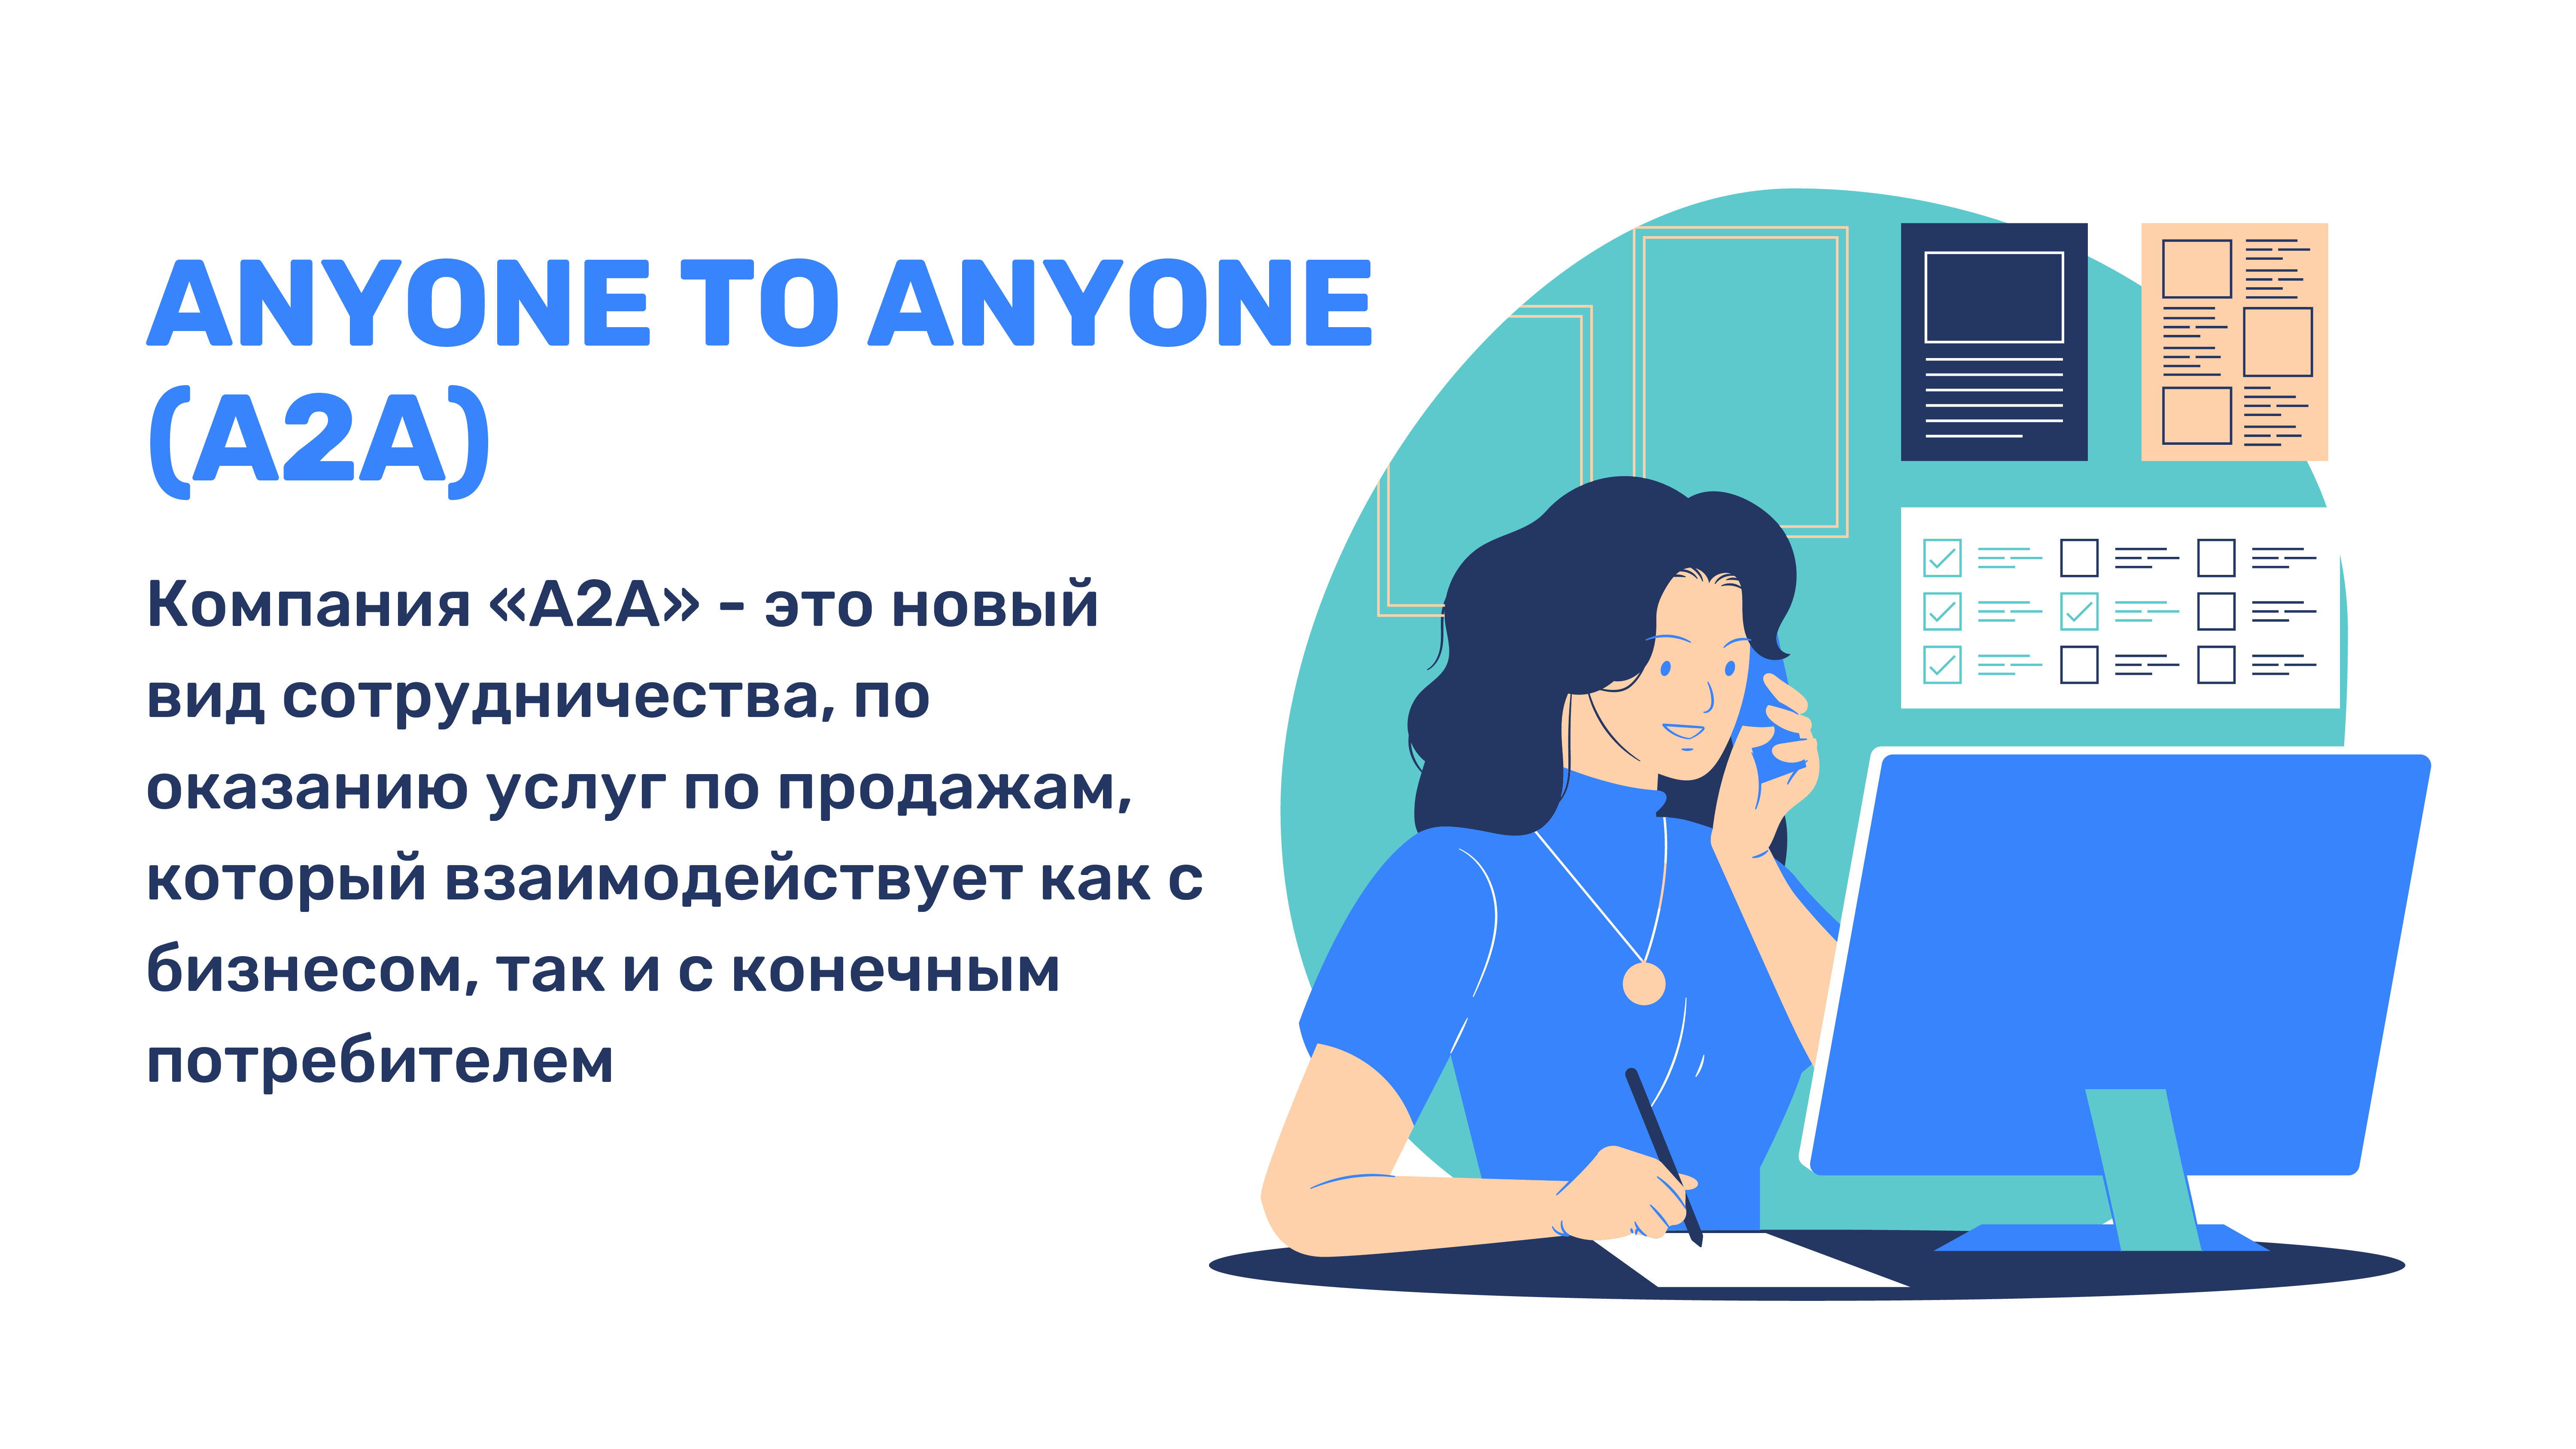 ANYONE TO ANYONE
(A2A)
Компания «А2А» - это новый
вид сотрудничества, по
оказанию услуг по продажам,
который взаимодействует как с
бизнесом, так и с конечным
потребителем